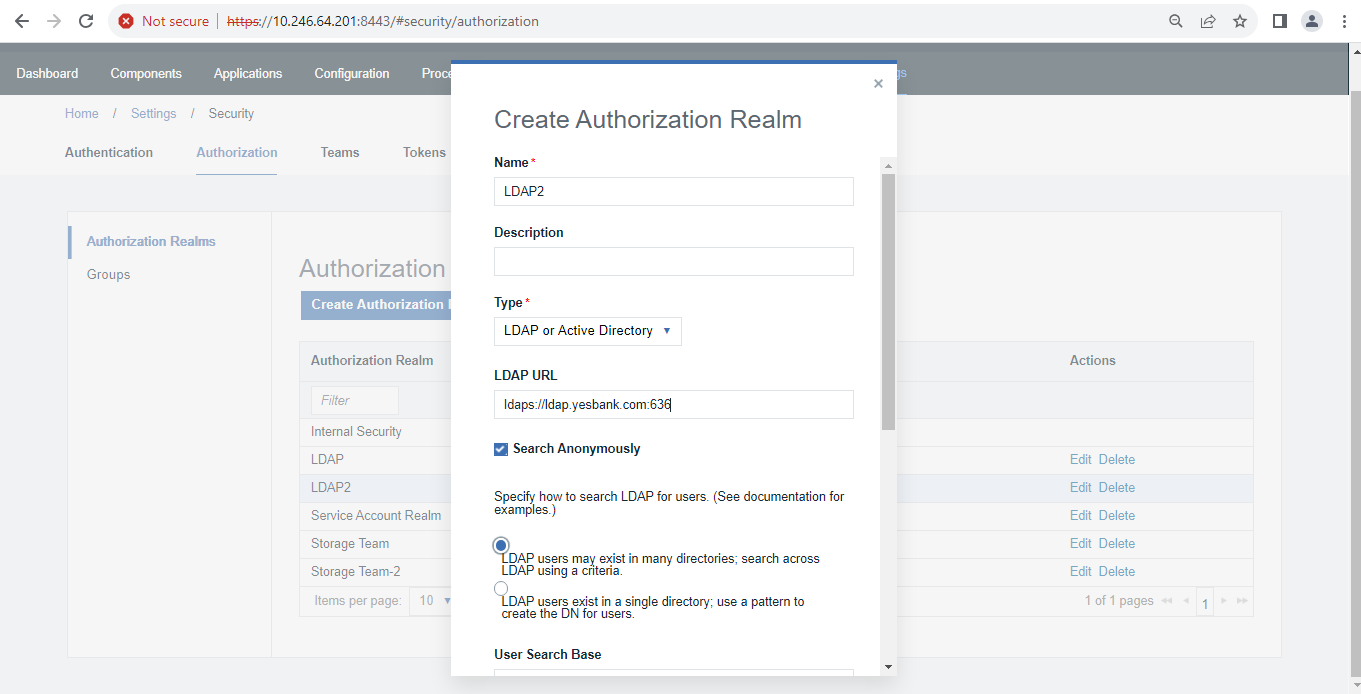 Not secure https://10.246.64.201:8443/#security/authorization
Dashboard Components Applications Configuration
Home / Settings / Security
Authentication Authorization Teams Tokens
Authorization Realms
Groups
Authorization
Create Authorization
Authorization Realm Actions
Filter
Internal Security
LDAP Edit Delete
LDAP2 Edit Delete
Service Account Realm Edit Delete
Storage Team Edit Delete
Storage Team-2 Edit Delete
Items per page: 10 1 of 1 pages 1
×
Create Authorization Realm
Name *
LDAP2
Description
Type *
LDAP or Active Directory
LDAP URL
ldaps://ldap.yesbank.com:636
Search Anonymously
Specify how to search LDAP for users. (See documentation for
examples.)
LDAP users may exist in many directories; search across
LDAP using a criteria.
LDAP users exist in a single directory; use a pattern to
create the DN for users.
User Search Base